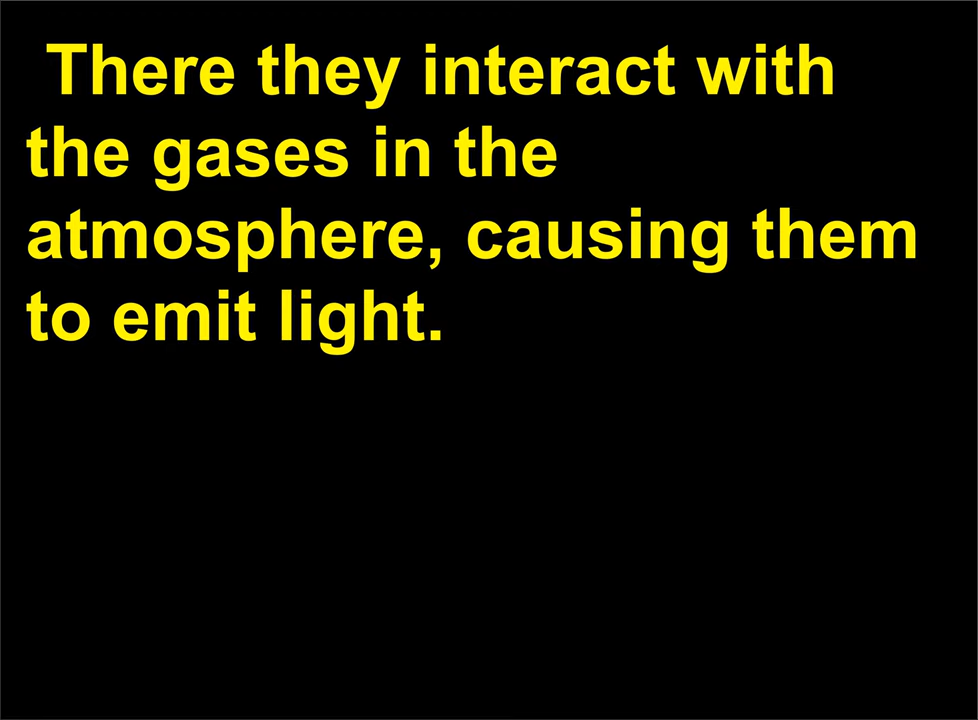 There they interact with
the gases in the
atmosphere, causing them
to emit light.